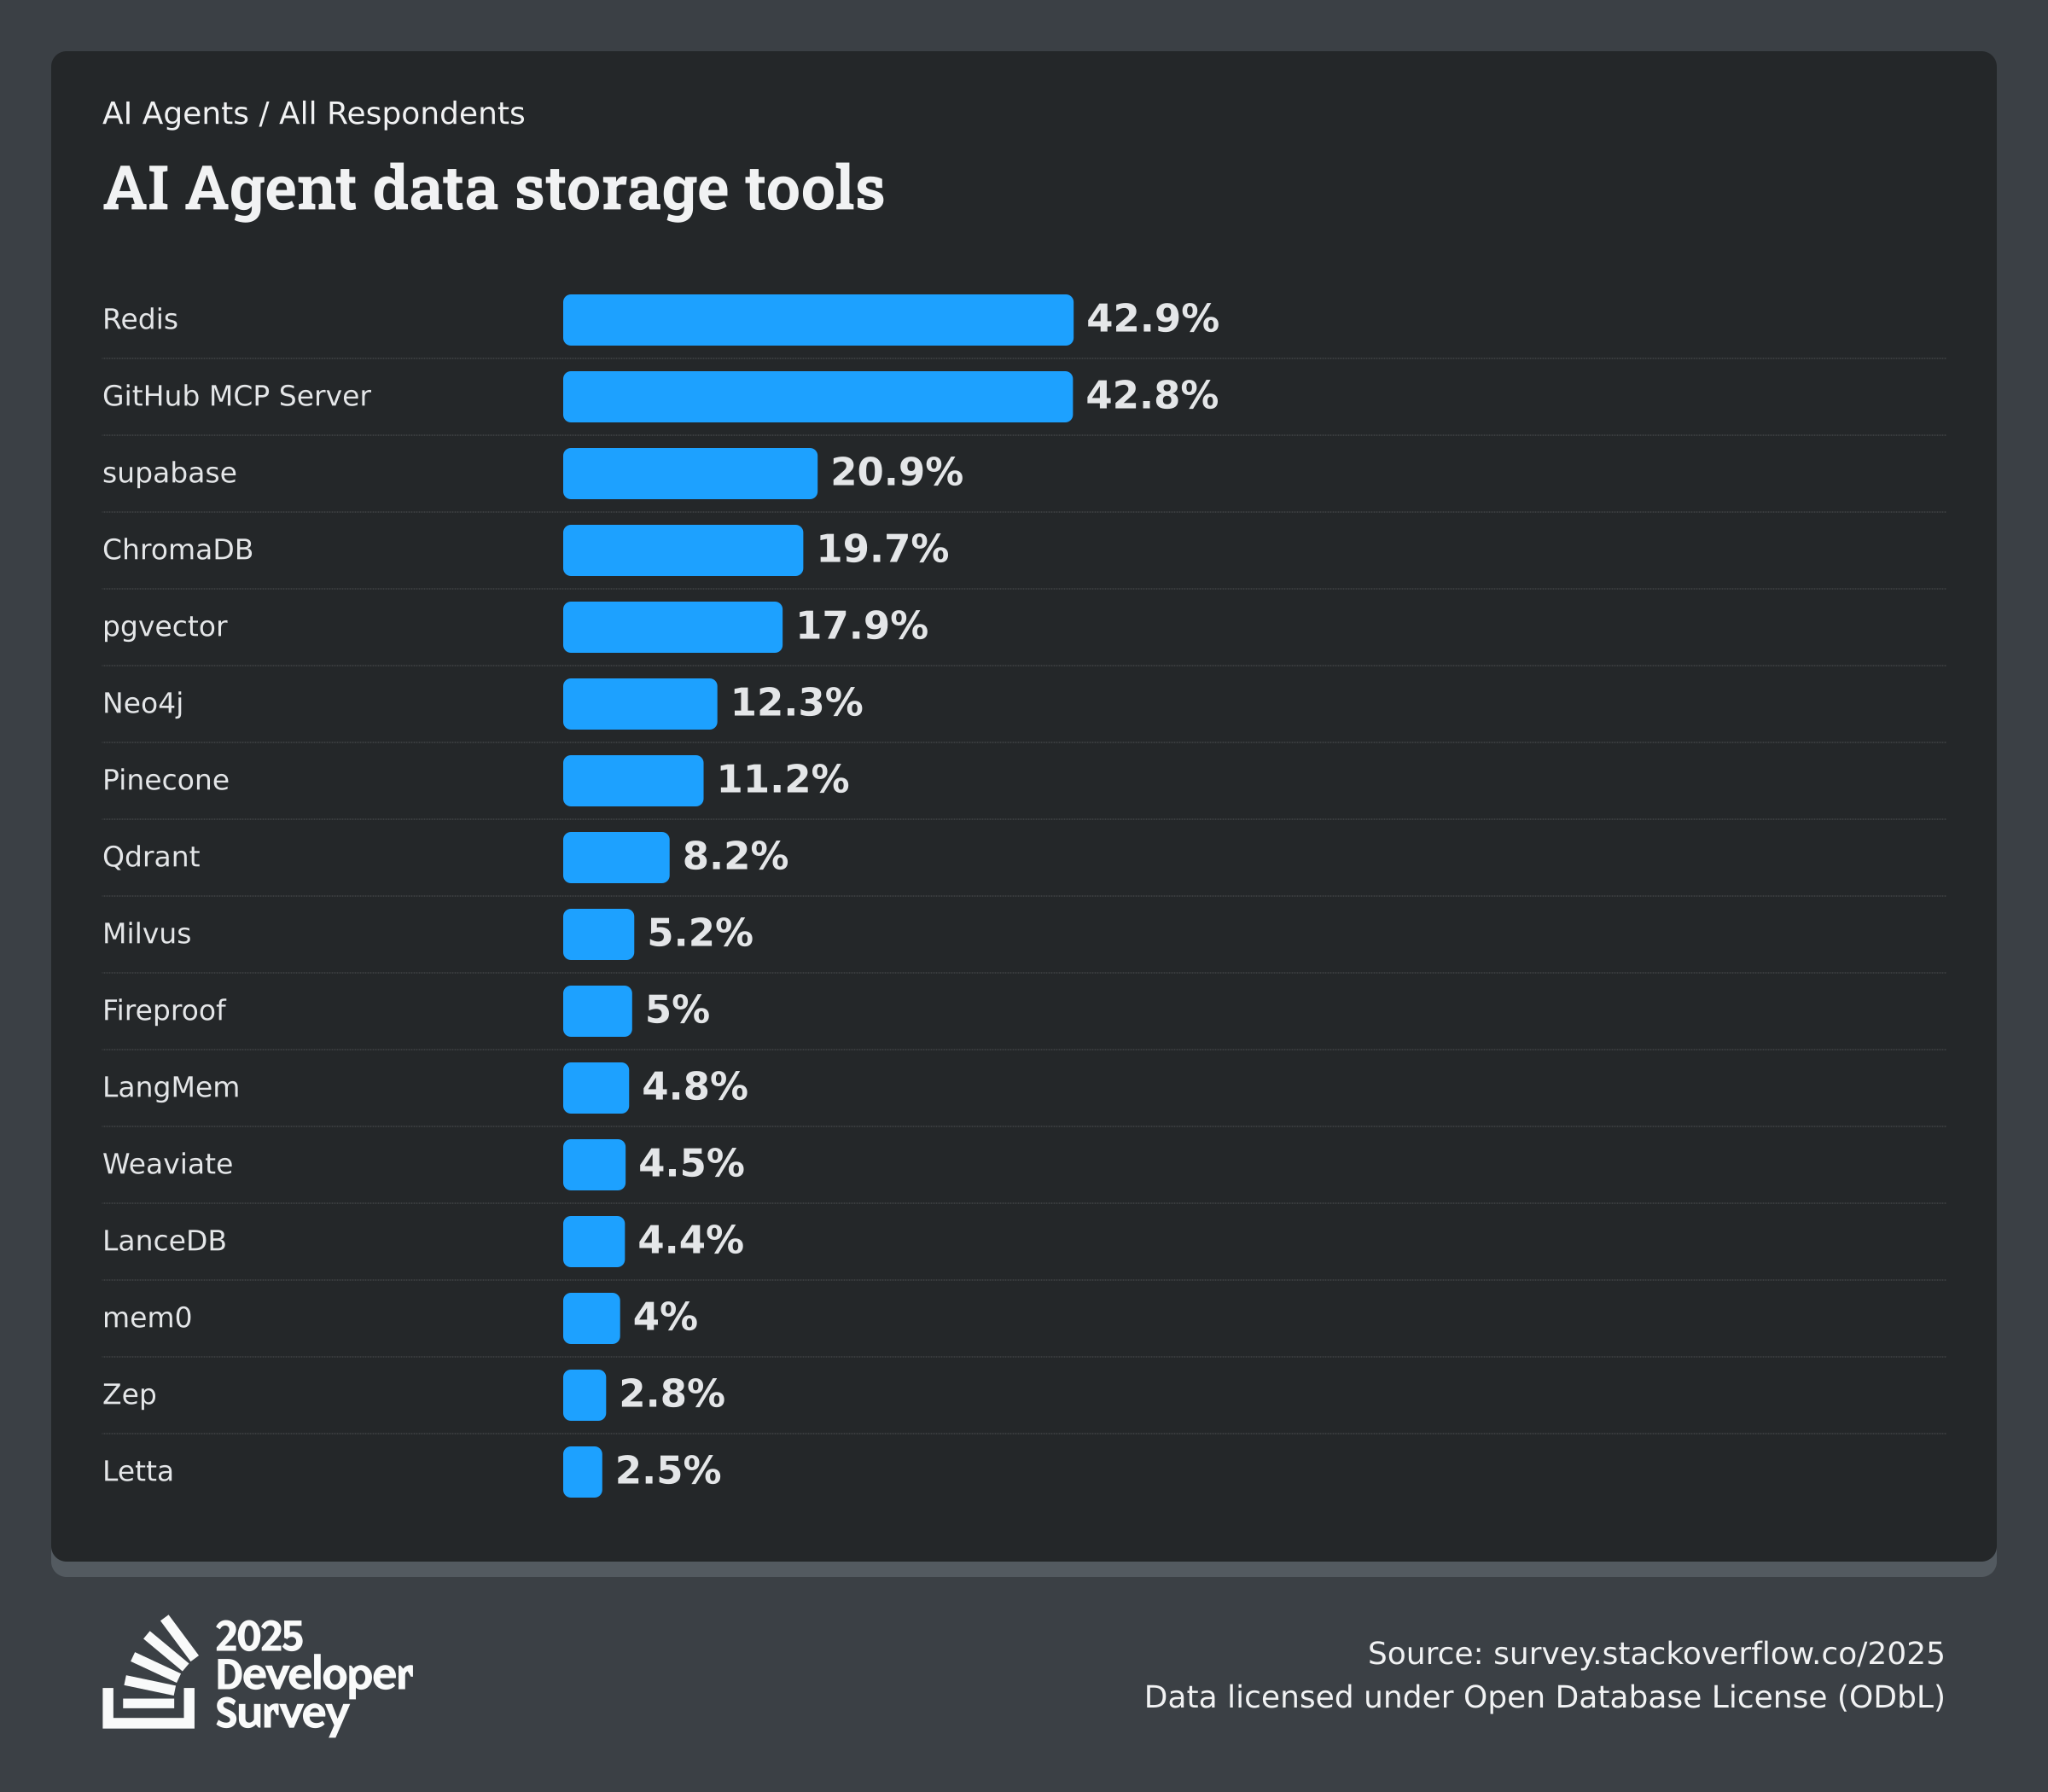 AI Agents / All Respondents
AI Agent data storage tools
Redis 42.9%
GitHub MCP Server 42.8%
supabase 20.9%
ChromaDB 19.7%
pgvector 17.9%
Neo4j 12.3%
Pinecone 11.2%
Qdrant 8.2%
Milvus 5.2%
Fireproof 5%
LangMem 4.8%
Weaviate 4.5%
LanceDB 4.4%
mem0 4%
Zep 2.8%
Letta 2.5%
2025
Developer
Survey
Source: survey.stackoverflow.co/2025
Data licensed under Open Database License (ODbL)